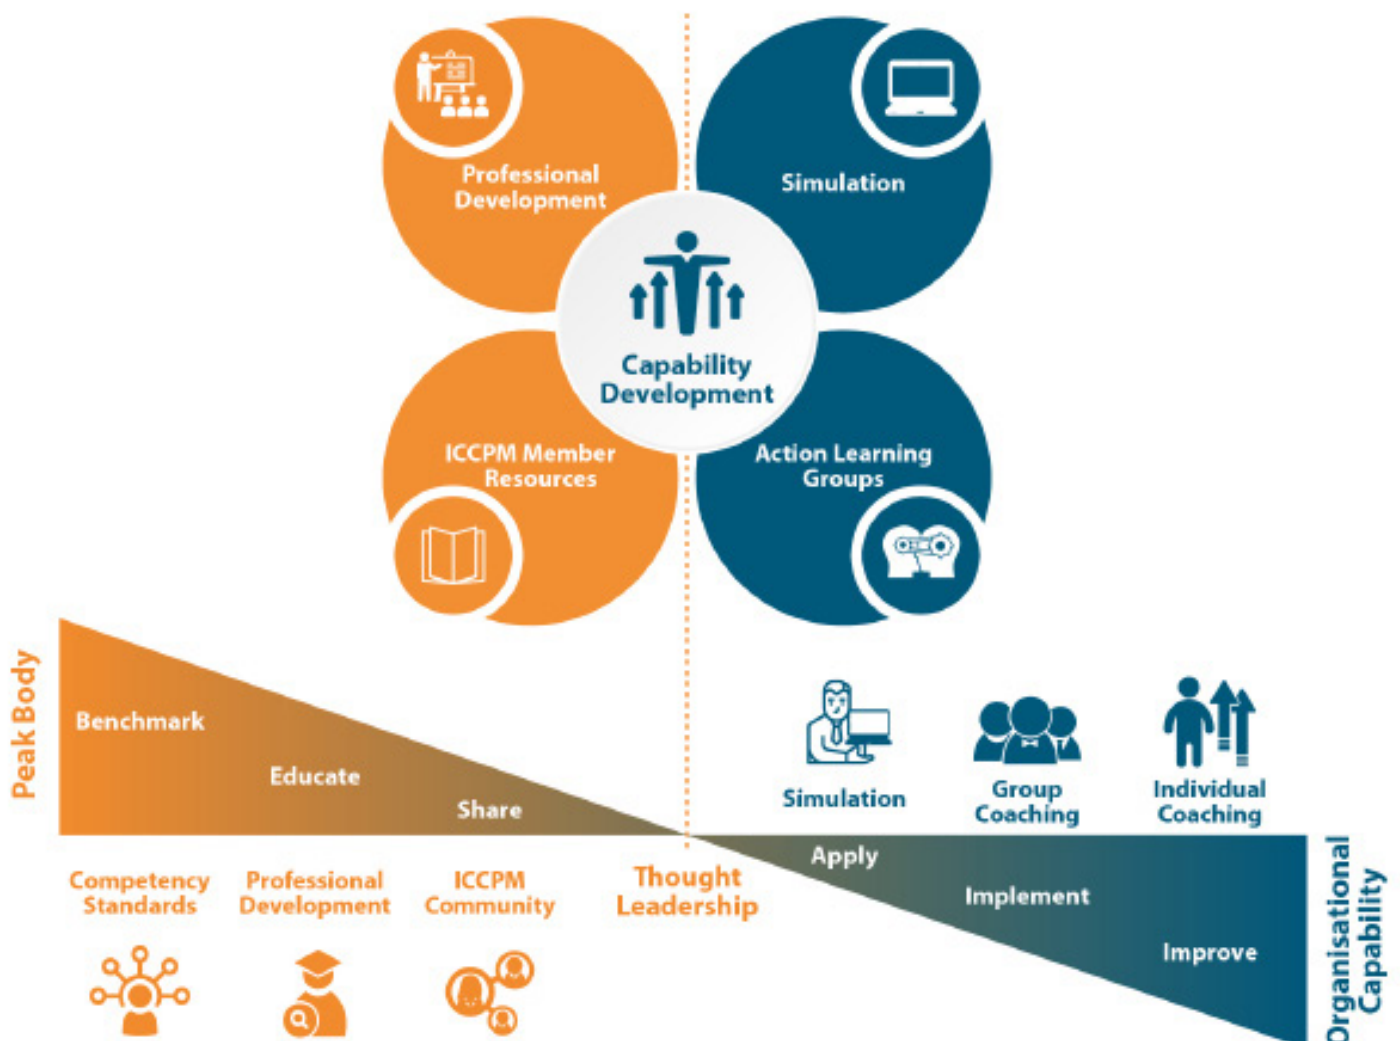 Professional
Development
Simulation
Capability
Development
ICCPM Member
Resources
Action Learning
Groups
Peak Body
Benchmark
Educate
Share
Simulation
Group
Coaching
Individual
Coaching
Competency
Standards
Professional
Development
ICCPM
Community
Thought
Leadership
Apply
Implement
Improve
Organisational
Capability